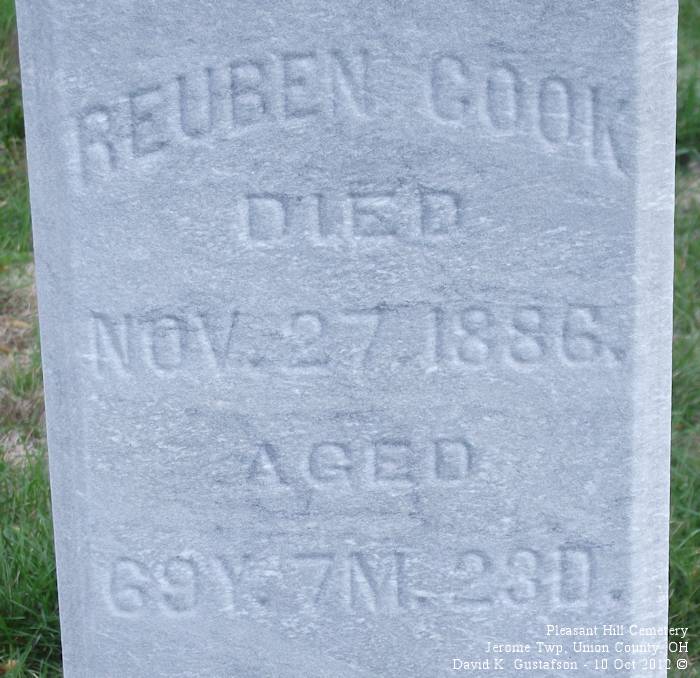 REUBEN COOK
DIED
NOV. 27. 1886.
AGED
69Y. 7M. 23D.
Pleasant Hill Cemetery
Jerome Twp, Union County, OH
David K. Gustafson - 10 Oct 2012 ©